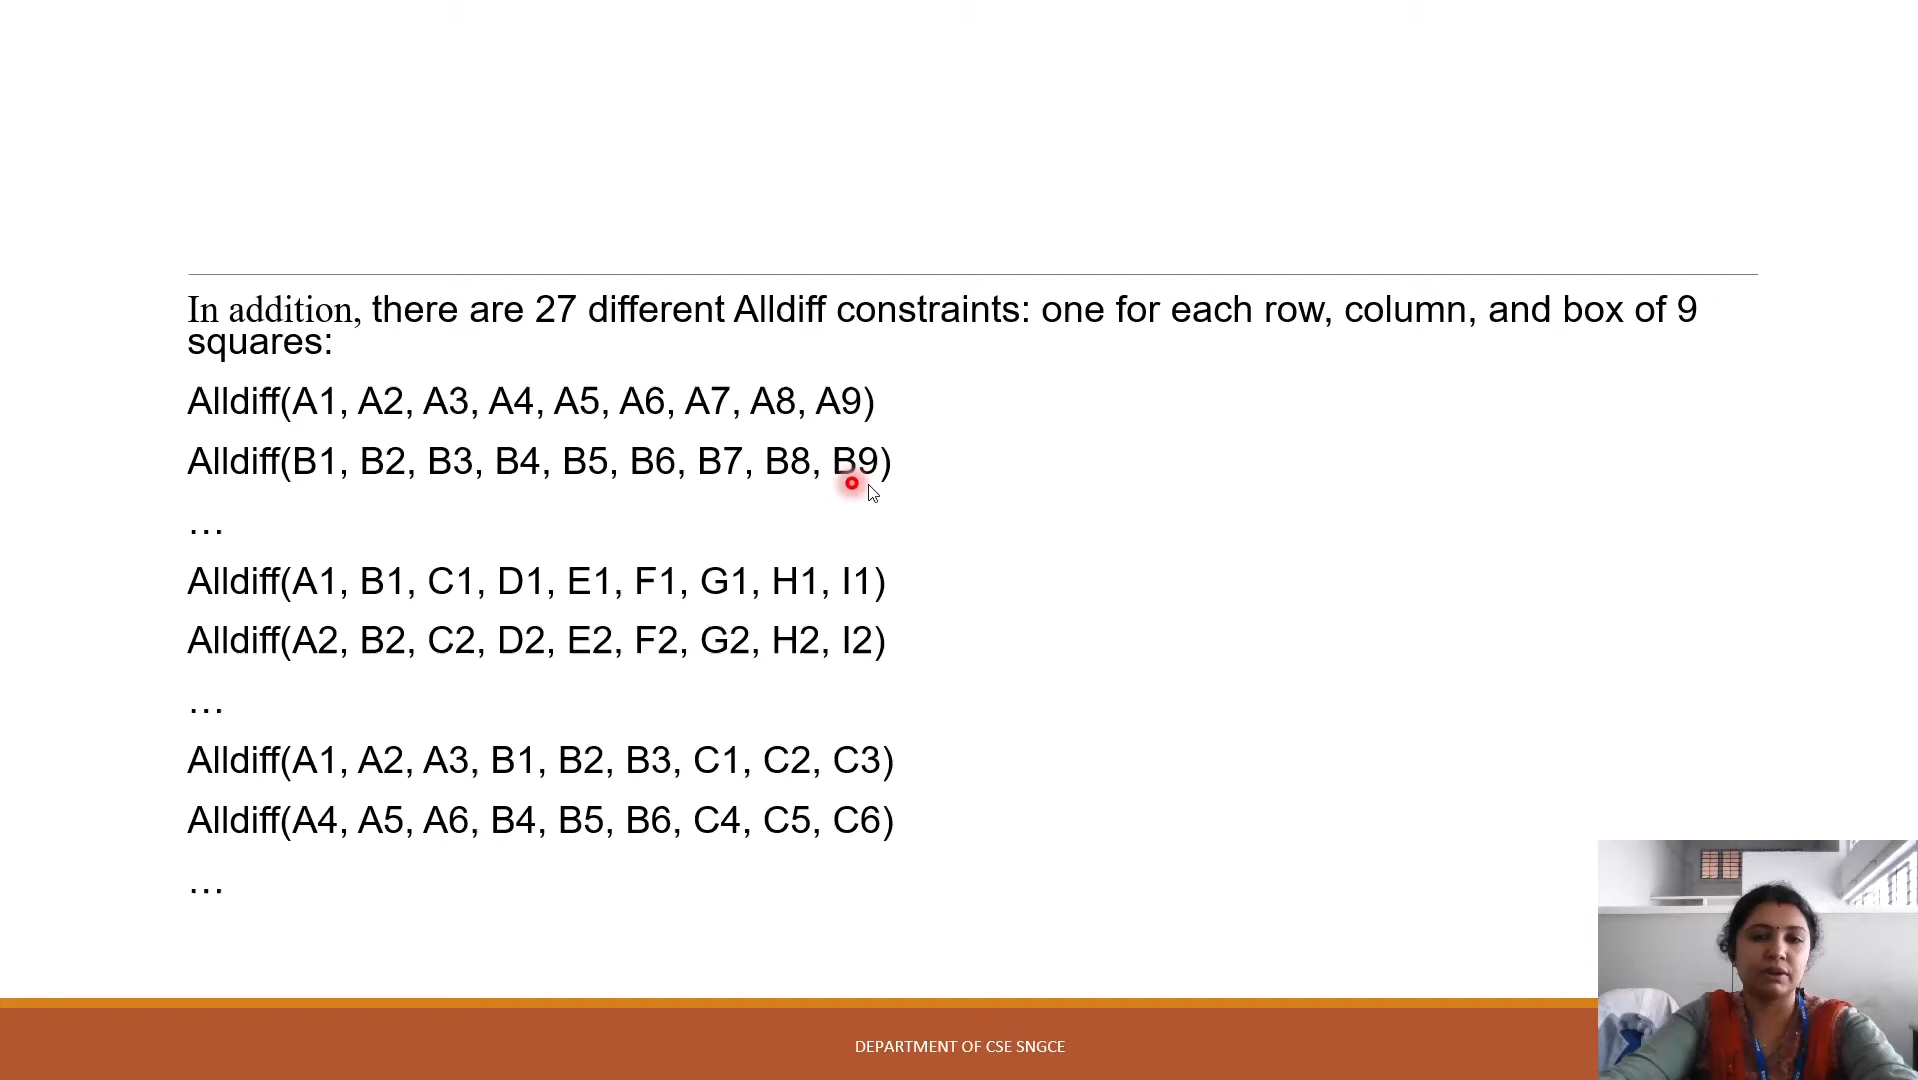 In addition, there are 27 different Alldiff constraints: one for each row, column, and box of 9
squares:
Alldiff(A1, A2, A3, A4, A5, A6, A7, A8, A9)
Alldiff(B1, B2, B3, B4, B5, B6, B7, B8, B9)
…
Alldiff(A1, B1, C1, D1, E1, F1, G1, H1, I1)
Alldiff(A2, B2, C2, D2, E2, F2, G2, H2, I2)
…
Alldiff(A1, A2, A3, B1, B2, B3, C1, C2, C3)
Alldiff(A4, A5, A6, B4, B5, B6, C4, C5, C6)
…
DEPARTMENT OF CSE SNGCE